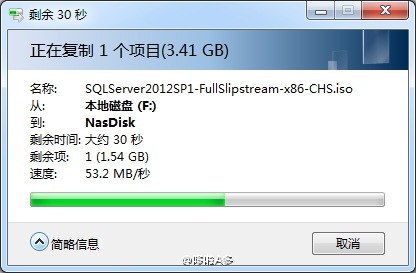 剩余 30 秒
正在复制 1 个项目(3.41 GB)
名称: SQLServer2012SP1-FullSlipstream-x86-CHS.iso
从: 本地磁盘 (F:)
到: NasDisk
剩余时间: 大约 30 秒
剩余项: 1 (1.54 GB)
速度: 53.2 MB/秒
简略信息
取消